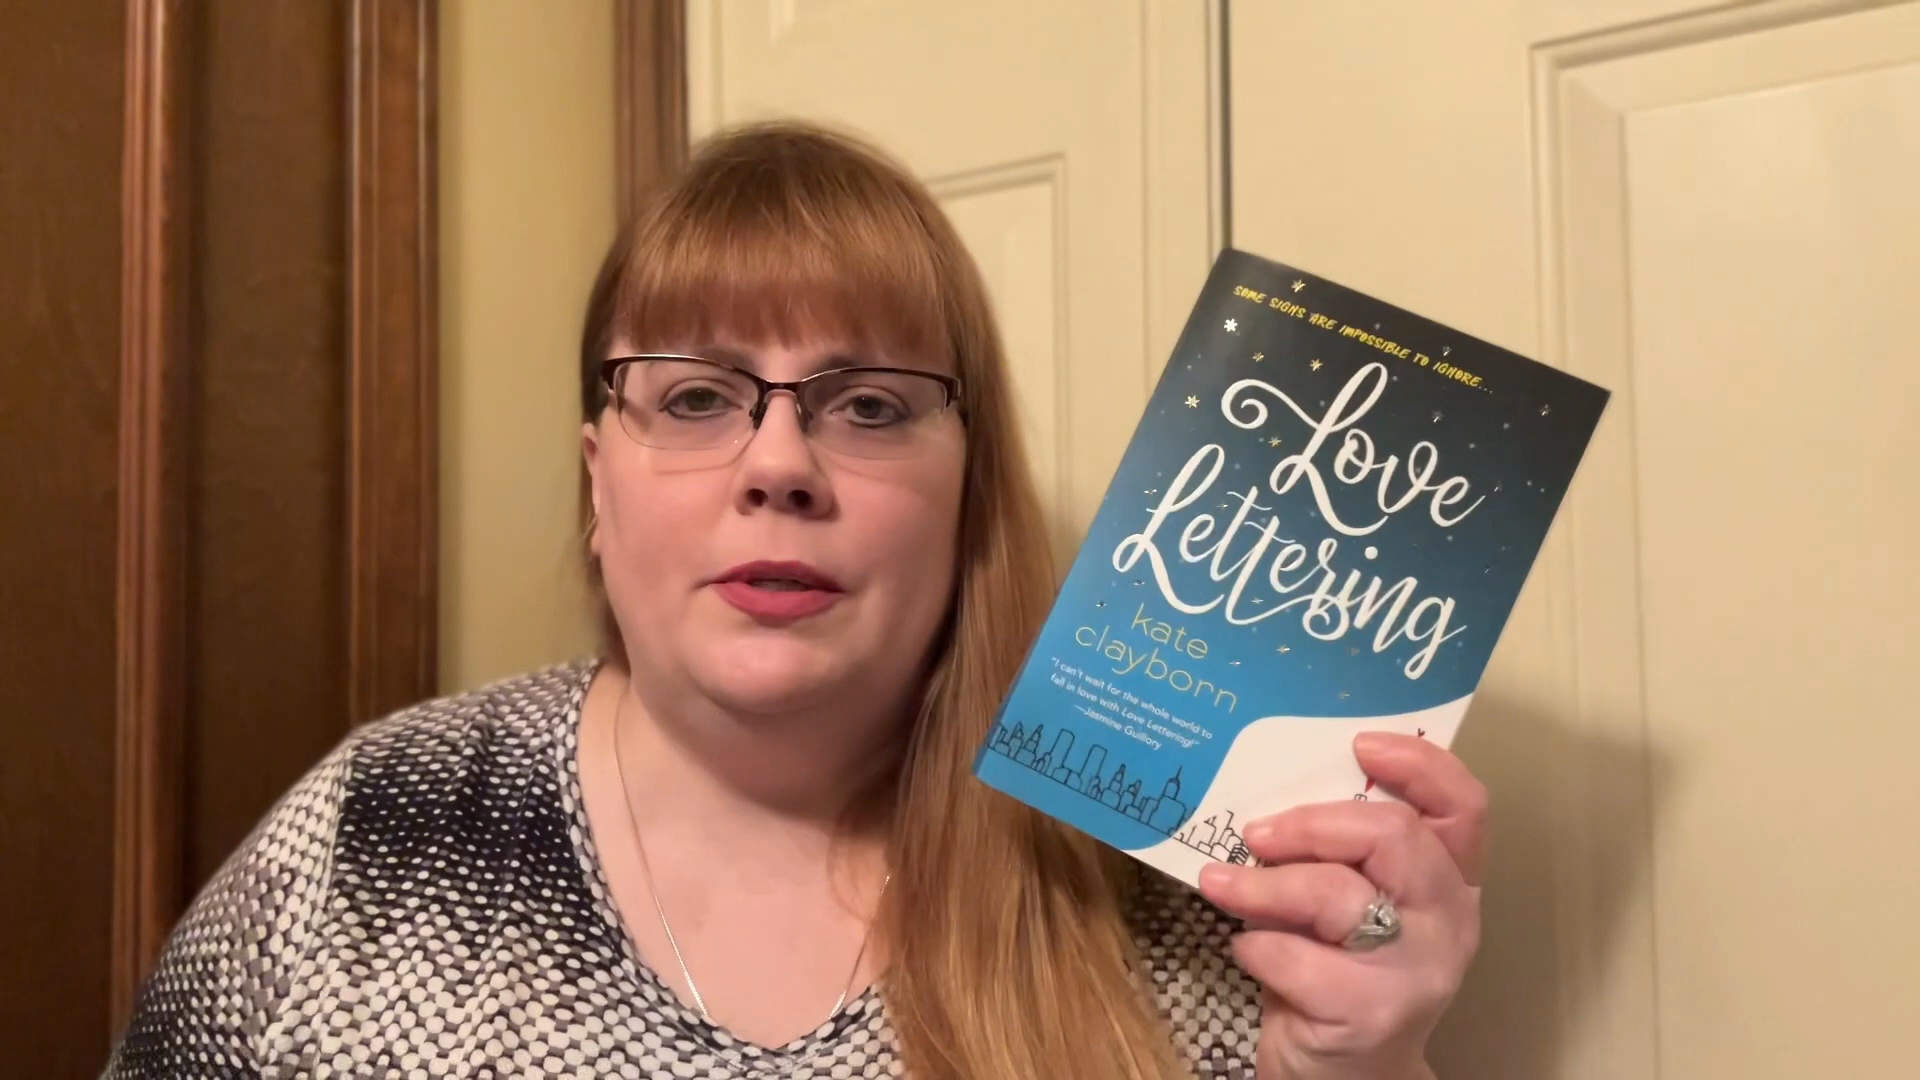 SOME SIGNS ARE IMPOSSIBLE TO IGNORE...
Love
Lettering
kate
clayborn
"I can't wait for the whole world to
fall in love with Love Lettering!"
—Jasmine Guillory